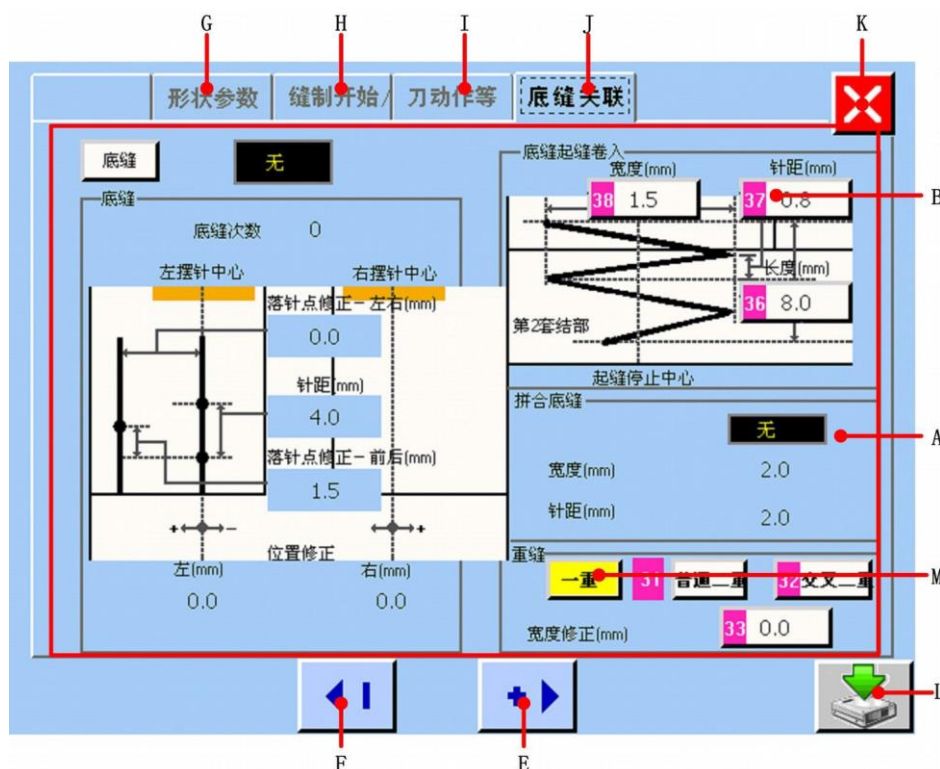 G H I J K
形状参数 缝制开始/ 刀动作等 底缝关联
底缝 无
底缝起缝卷入
宽度(mm) 针距(mm)
38 1.5 37 0.8
B
底缝
底缝次数 0
左摆针中心 右摆针中心
长度(mm)
36 8.0
落针点修正-左右(mm)
0.0
第2套结部
针距(mm)
起缝停止中心
4.0
拼合底缝
无
A
落针点修正-前后(mm)
宽度(mm) 2.0
1.5
针距(mm) 2.0
+ - +
位置修正
重缝
左(mm) 右(mm)
一重 31 普通二重 32 交叉二重
M
0.0 0.0
宽度修正(mm) 33 0.0
L
F E